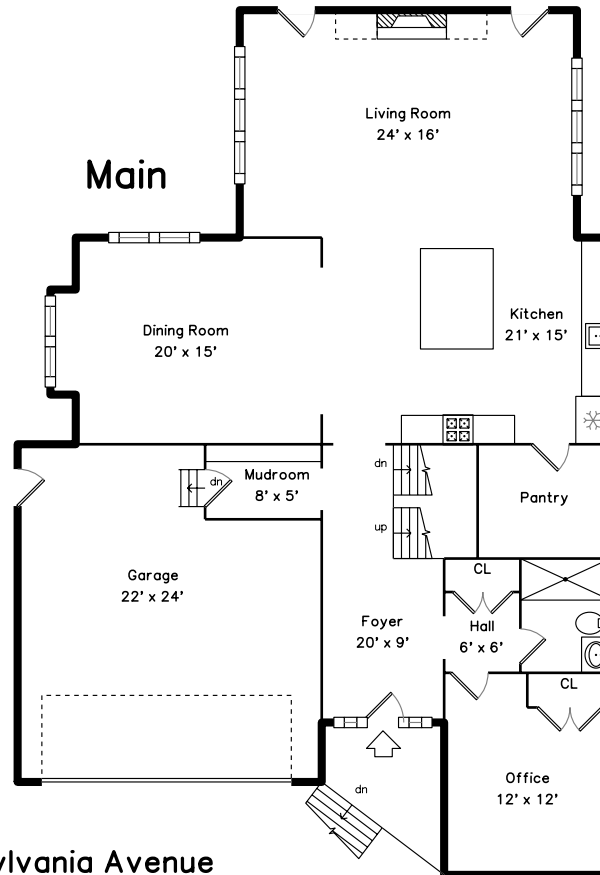 Living Room
24' x 16'
Main
Kitchen
21' x 15'
Dining Room
20' x 15'
dn
Mudroom
8' x 5'
dn
Pantry
up
CL
Garage
22' x 24'
Foyer
20' x 9'
Hall
6' x 6'
CL
Office
12' x 12'
dn
ylvania Avenue